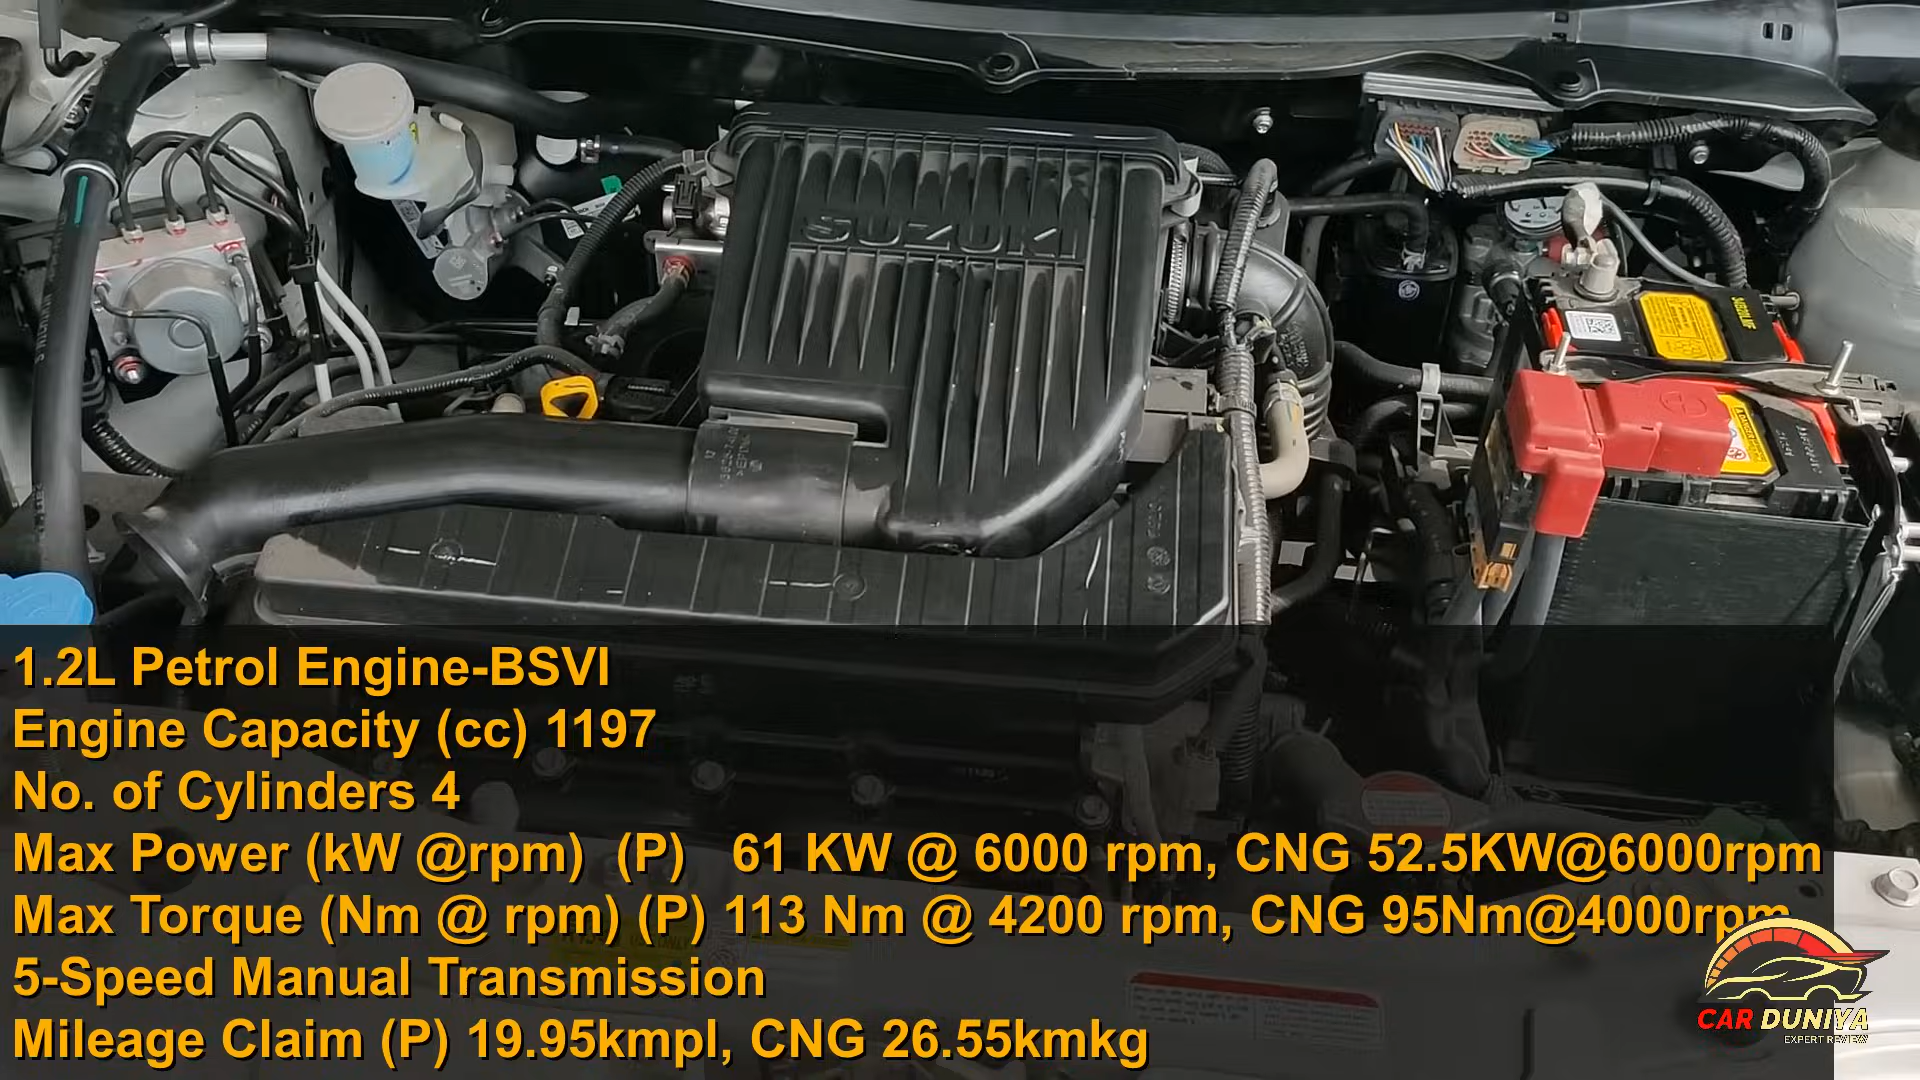 SUZUKI
1.2L Petrol Engine-BSVI
Engine Capacity (cc) 1197
No. of Cylinders 4
Max Power (kW @rpm) (P) 61 KW @ 6000 rpm, CNG 52.5KW@6000rpm
Max Torque (Nm @ rpm) (P) 113 Nm @ 4200 rpm, CNG 95Nm@4000rpm
5-Speed Manual Transmission
Mileage Claim (P) 19.95kmpl, CNG 26.55kmkg
CAR DUNIYA
EXPERT REVIEW